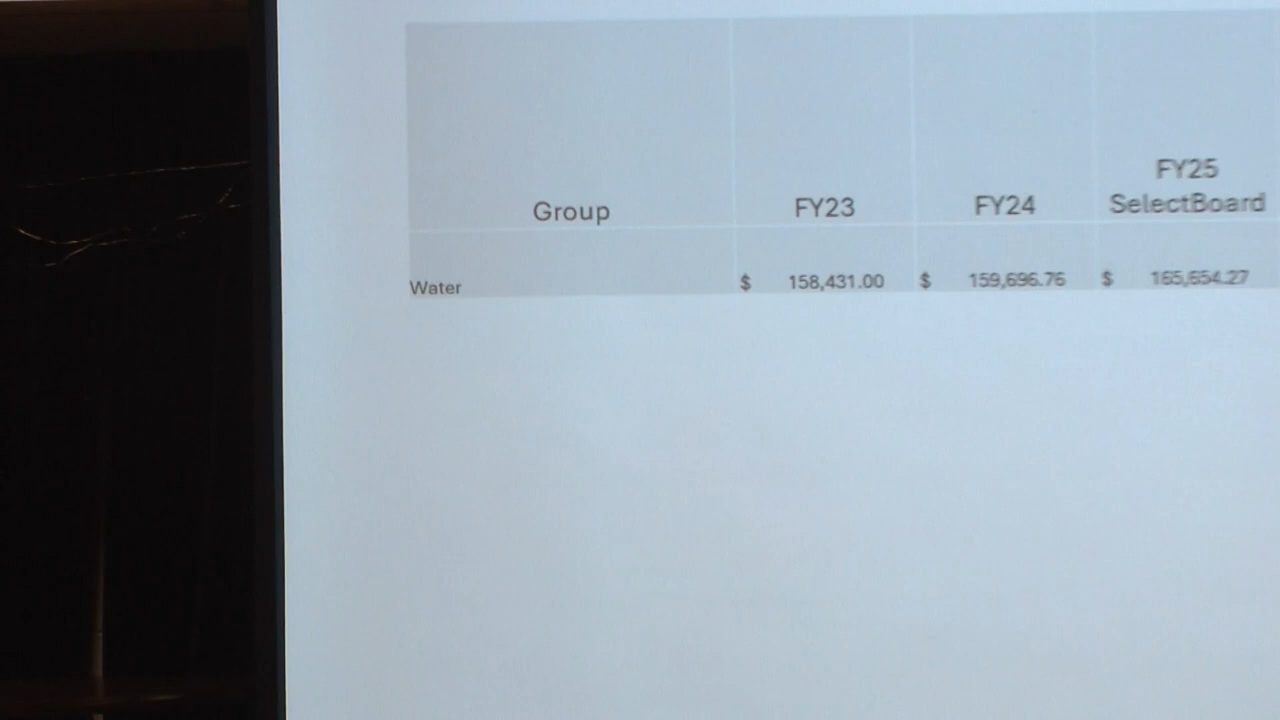 Group FY23 FY24 FY25 SelectBoard
Water $ 158,431.00 $ 159,696.76 $ 165,654.27